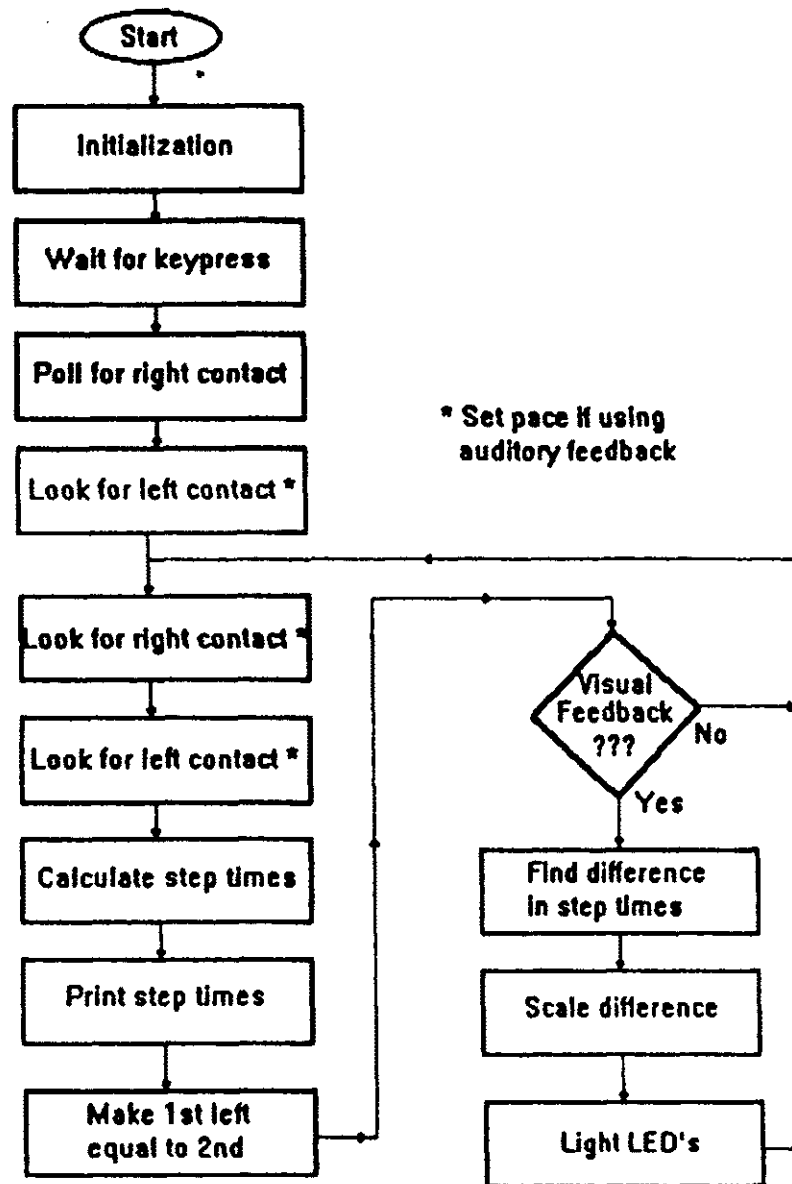 Start
Initialization
Wait for keypress
Poll for right contact
Look for left contact *
* Set pace if using
auditory feedback
Look for right contact *
Look for left contact *
Calculate step times
Print step times
Make 1st left
equal to 2nd
Visual
Feedback
???
No
Yes
Find difference
in step times
Scale difference
Light LED's